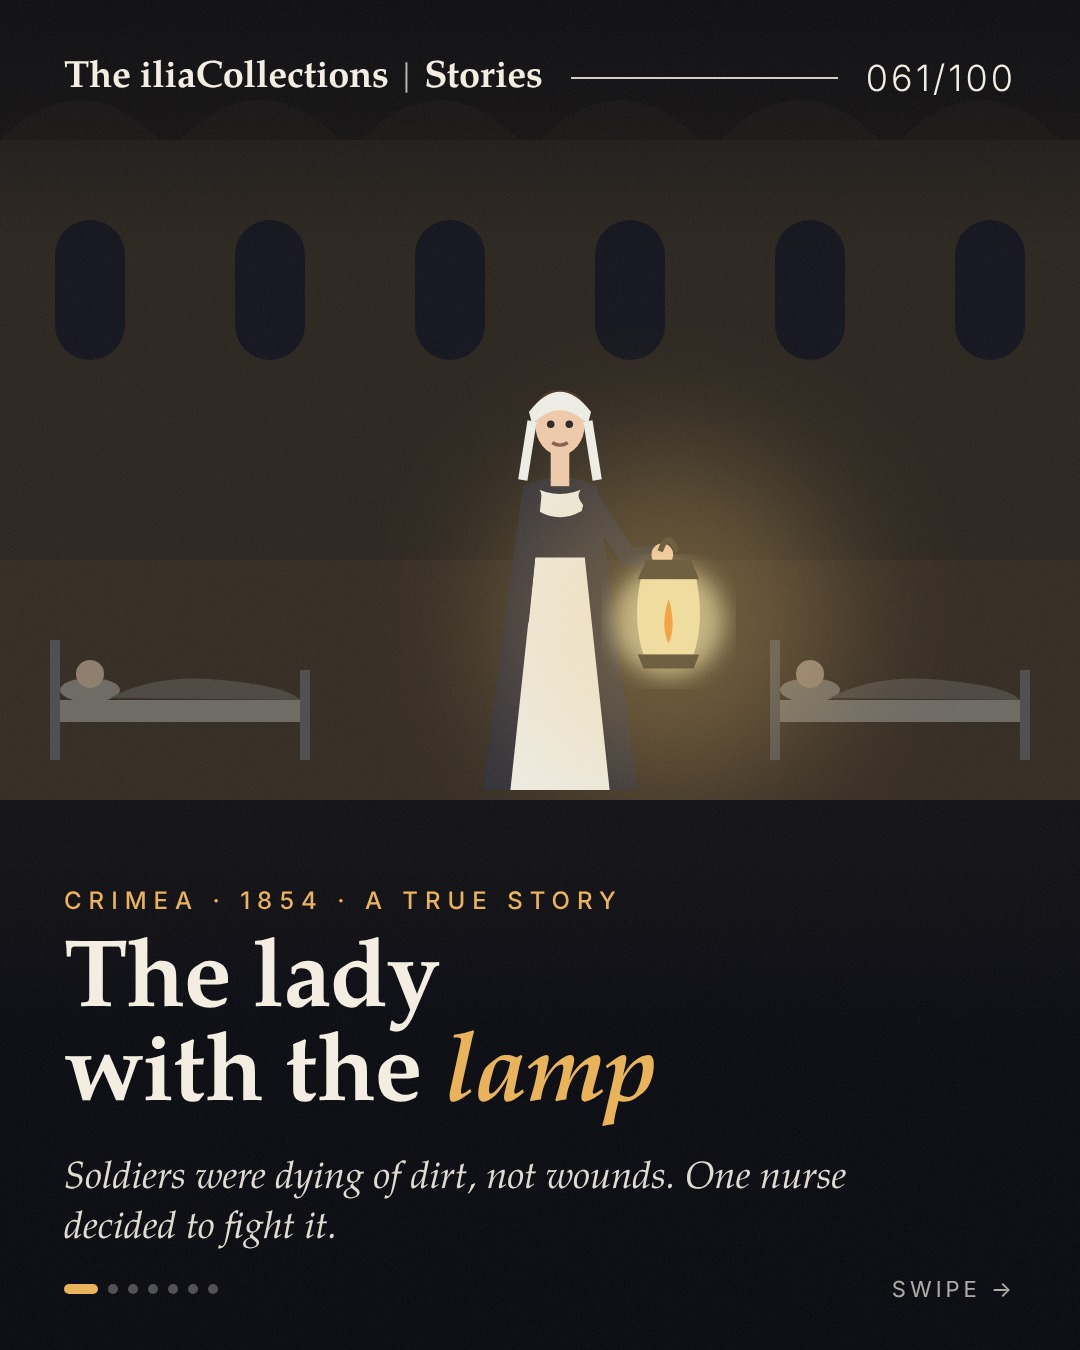 The iliaCollections | Stories 061/100
CRIMEA · 1854 · A TRUE STORY
The lady
with the lamp
Soldiers were dying of dirt, not wounds. One nurse
decided to fight it.
SWIPE →